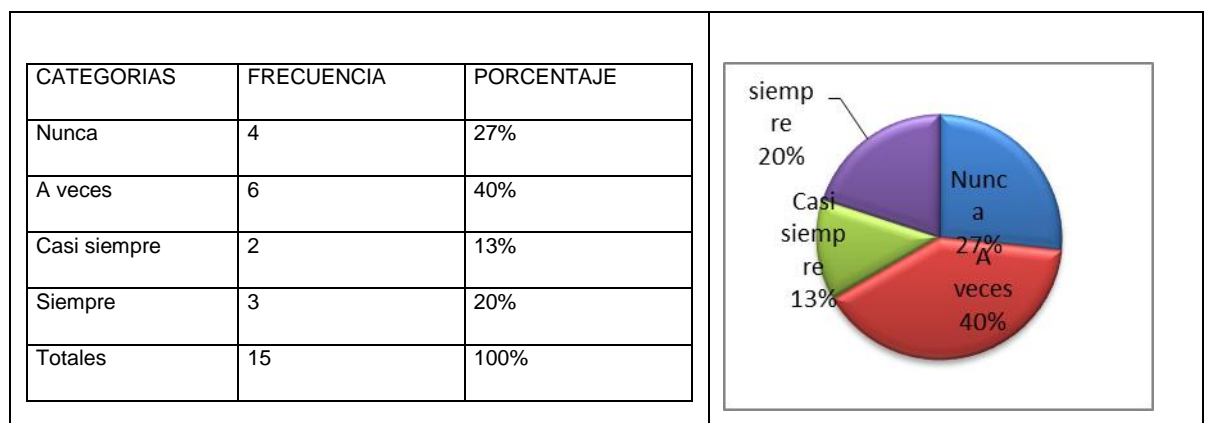 CATEGORIAS FRECUENCIA PORCENTAJE
Nunca 4 27%
A veces 6 40%
Casi siempre 2 13%
Siempre 3 20%
Totales 15 100%
siemp
re
20%
Nunc
a
27%
A
veces
40%
Casi
siemp
re
13%